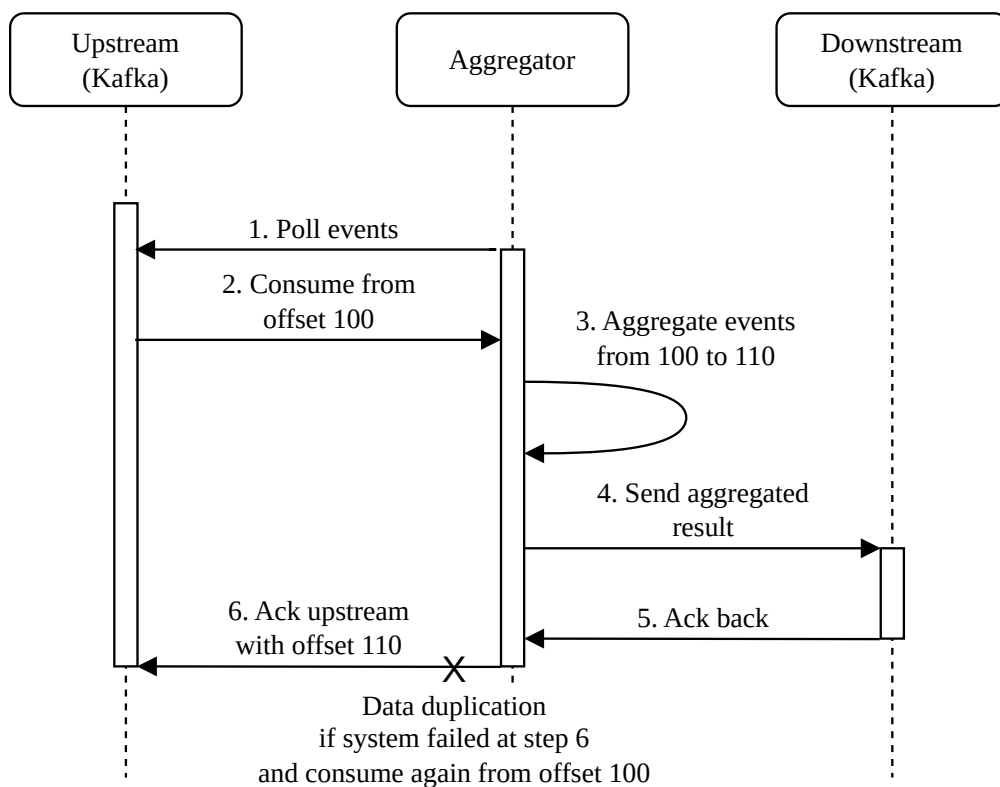 Upstream
(Kafka)
Aggregator
Downstream
(Kafka)
1. Poll events
2. Consume from
offset 100
3. Aggregate events
from 100 to 110
4. Send aggregated
result
5. Ack back
6. Ack upstream
with offset 110
X
Data duplication
if system failed at step 6
and consume again from offset 100